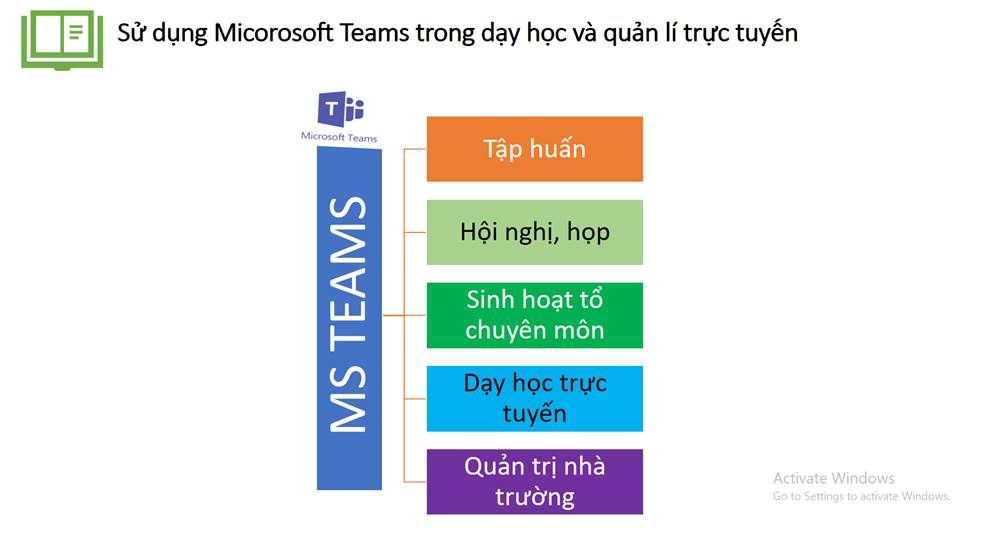 Sử dụng Micorosoft Teams trong dạy học và quản lí trực tuyến
T
Microsoft Teams
MS TEAMS
Tập huấn
Hội nghị, họp
Sinh hoạt tổ
chuyên môn
Dạy học trực
tuyến
Quản trị nhà
trường
Activate Windows
Go to Settings to activate Windows.